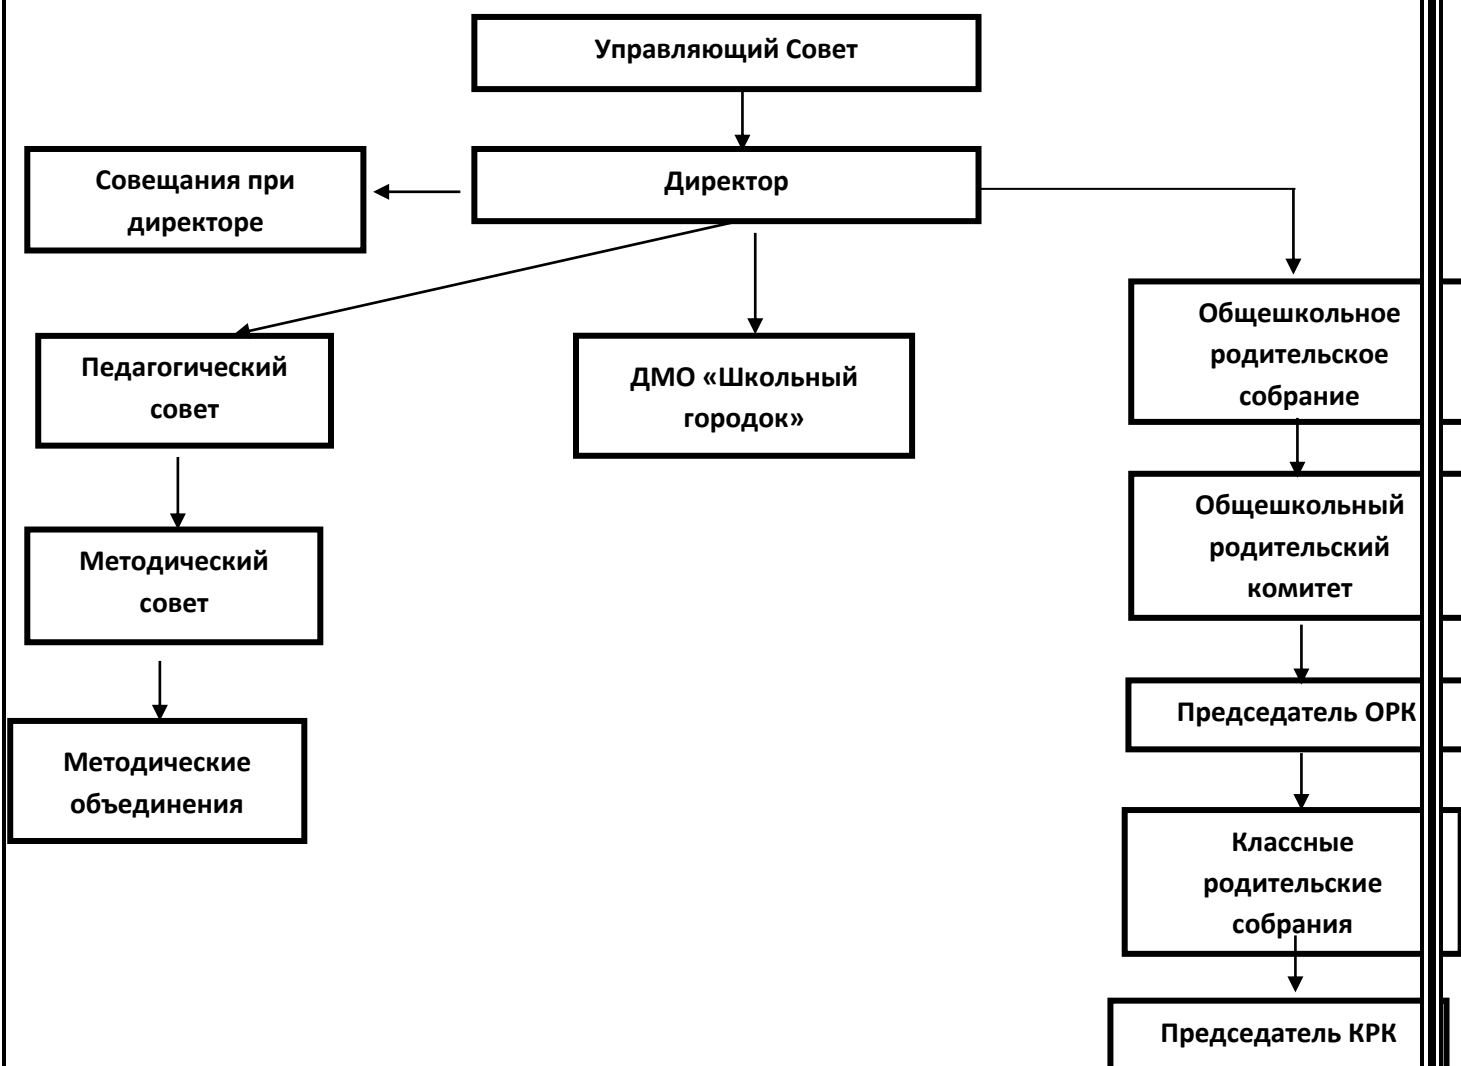 Управляющий Совет
Совещания при
директоре
Директор
Общешкольное
родительское
собрание
Педагогический
совет
ДМО «Школьный
городок»
Общешкольный
родительский
комитет
Методический
совет
Председатель ОРК
Методические
объединения
Классные
родительские
собрания
Председатель КРК